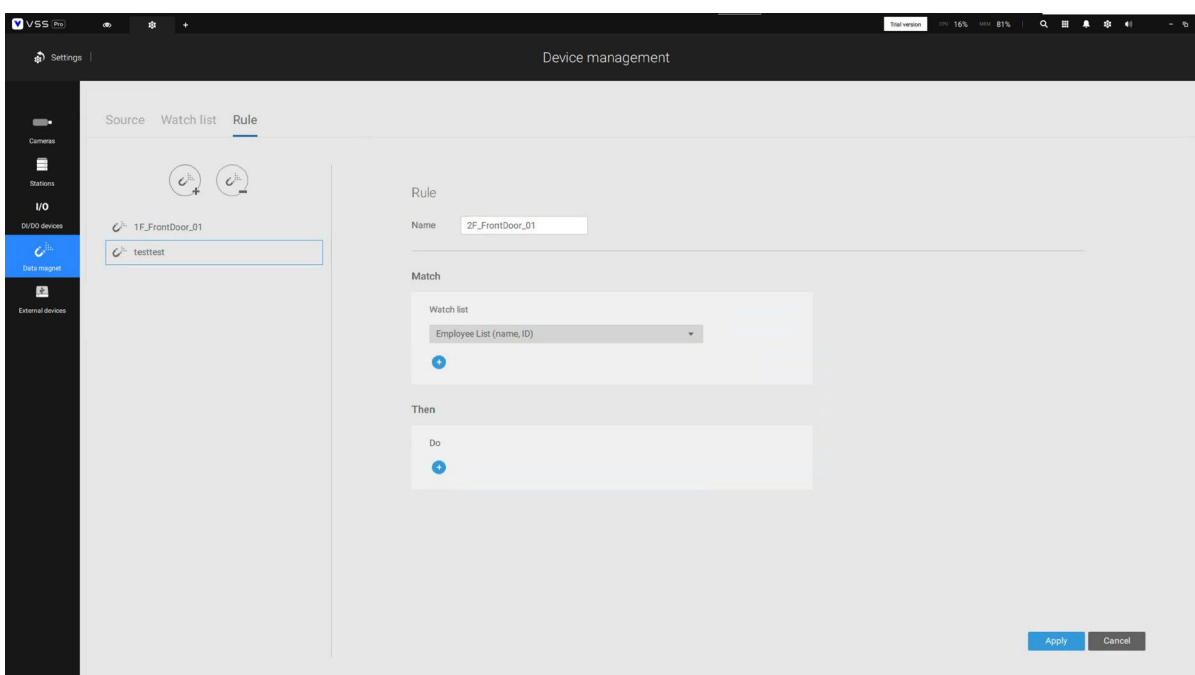 VSS Pro
Trial version CPU 16% MEM 81%
Settings
Device management
Cameras
Stations
I/O
DI/DO devices
Data magnet
External devices
Source Watch list Rule
1F_FrontDoor_01
testtest
Rule
Name 2F_FrontDoor_01
Match
Watch list
Employee List (name, ID)
Then
Do
Apply Cancel